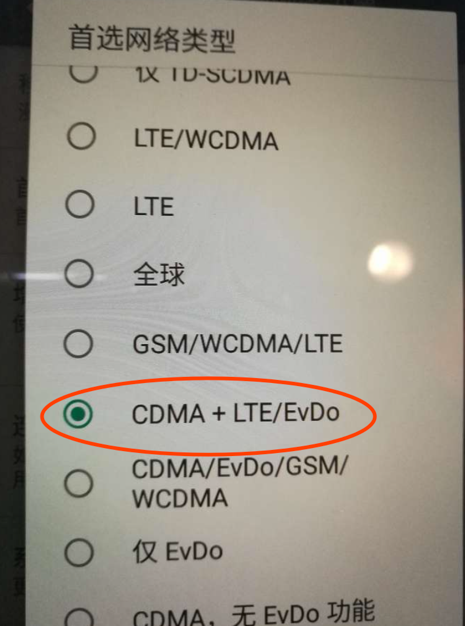 首选网络类型
仅 TD-SCDMA
LTE/WCDMA
LTE
全球
GSM/WCDMA/LTE
CDMA + LTE/EvDo
CDMA/EvDo/GSM/
WCDMA
仅 EvDo
CDMA，无 EvDo 功能